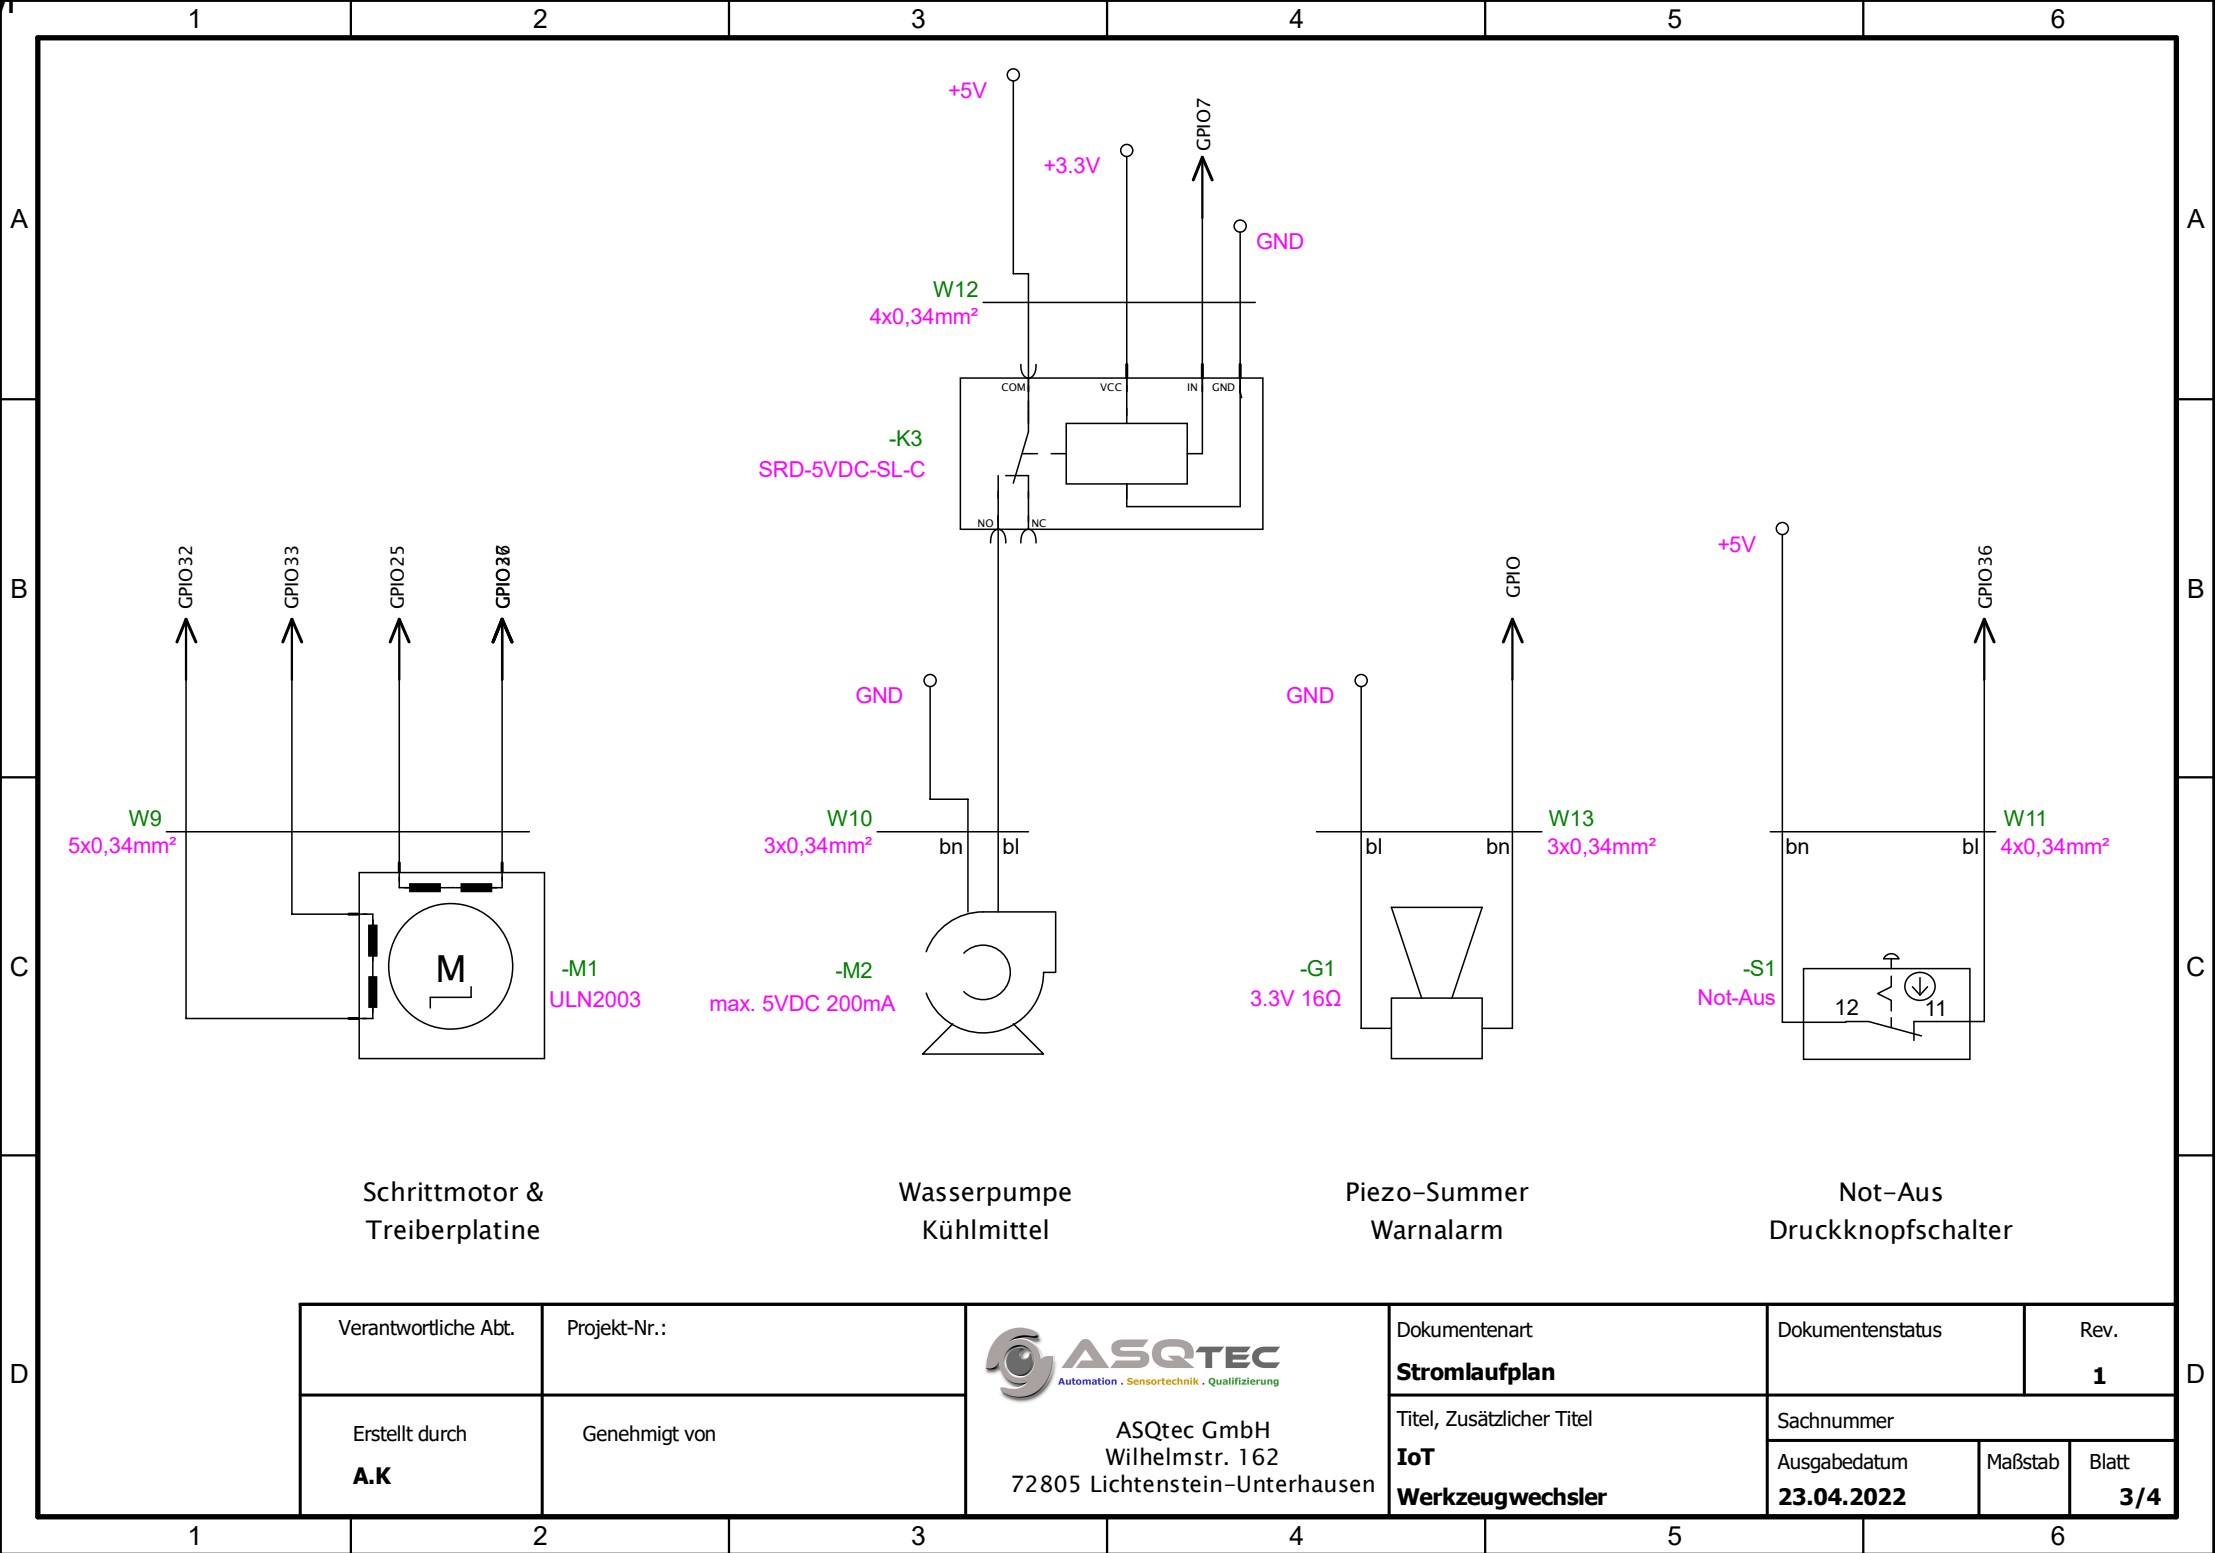 1 2 3 4 5 6
+5V
GPIO7
+3.3V
A A
GND
W12
4x0,34mm²
COM VCC IN GND
-K3
SRD-5VDC-SL-C
NO NC
+5V
GPIO32 GPIO33 GPIO25 GPIO GPIO36
B B
GND GND
W9 W10 W13 W11
5x0,34mm² 3x0,34mm² bn bl bl bn 3x0,34mm² bn bl 4x0,34mm²
C M -M1 -M2 -G1 -S1 C
ULN2003 max. 5VDC 200mA 3.3V 16Ω Not-Aus 12 11
Schrittmotor & Wasserpumpe Piezo-Summer Not-Aus
Treiberplatine Kühlmittel Warnalarm Druckknopfschalter
D D
Verantwortliche Abt. Projekt-Nr.:
Erstellt durch Genehmigt von
A.K
ASQTEC
Automation . Sensortechnik . Qualifizierung
ASQtec GmbH
Wilhelmstr. 162
72805 Lichtenstein-Unterhausen
Dokumentenart Dokumentenstatus Rev.
Stromlaufplan 1
Titel, Zusätzlicher Titel Sachnummer
IoT Ausgabedatum Maßstab Blatt
Werkzeugwechsler 23.04.2022 3/4
1 2 3 4 5 6